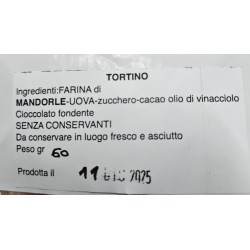 TORTINO
Ingredienti:FARINA di
MANDORLE-UOVA-zucchero-cacao olio di vinacciolo
Cioccolato fondente
SENZA CONSERVANTI
Da conservare in luogo fresco e asciutto
Peso gr 60
Prodotta il 11 2025